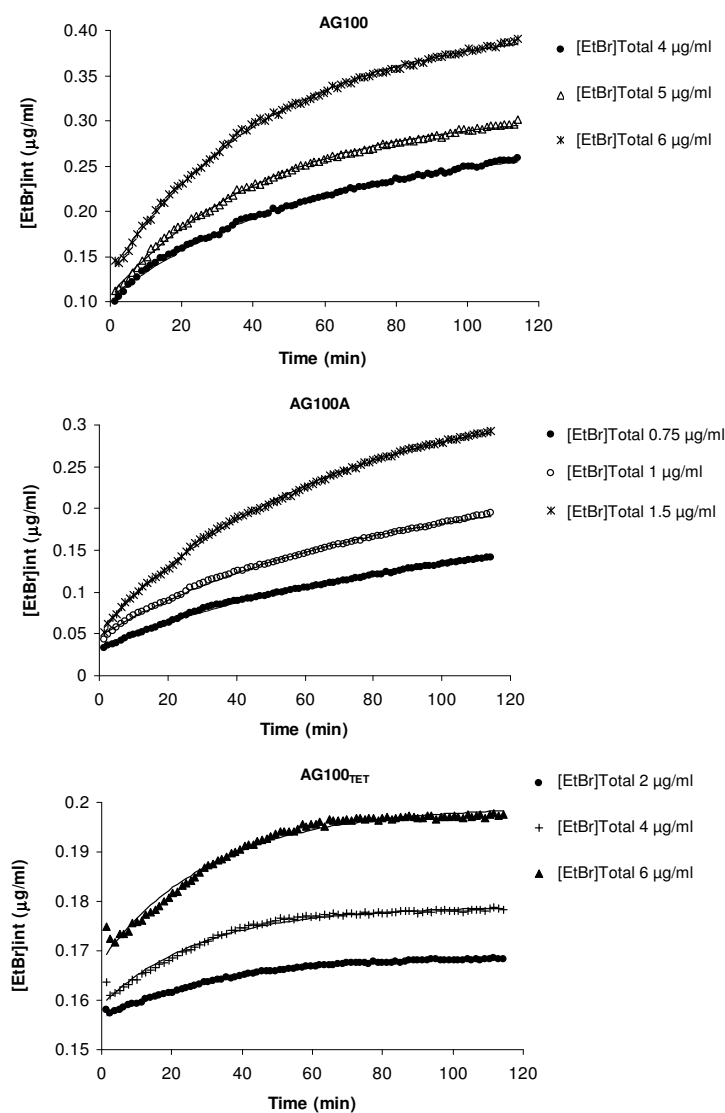 AG100
0.40
0.35
0.30
0.25
0.20
0.15
0.10
0 20 40 60 80 100 120
[EtBr]int (µg/ml)
Time (min)
[EtBr]Total 4 µg/ml
[EtBr]Total 5 µg/ml
[EtBr]Total 6 µg/ml
AG100A
0.3
0.25
0.2
0.15
0.1
0.05
0
0 20 40 60 80 100 120
[EtBr]int (µg/ml)
Time (min)
[EtBr]Total 0.75 µg/ml
[EtBr]Total 1 µg/ml
[EtBr]Total 1.5 µg/ml
AG100TET
0.2
0.19
0.18
0.17
0.16
0.15
0 20 40 60 80 100 120
[EtBr]int (µg/ml)
Time (min)
[EtBr]Total 2 µg/ml
[EtBr]Total 4 µg/ml
[EtBr]Total 6 µg/ml